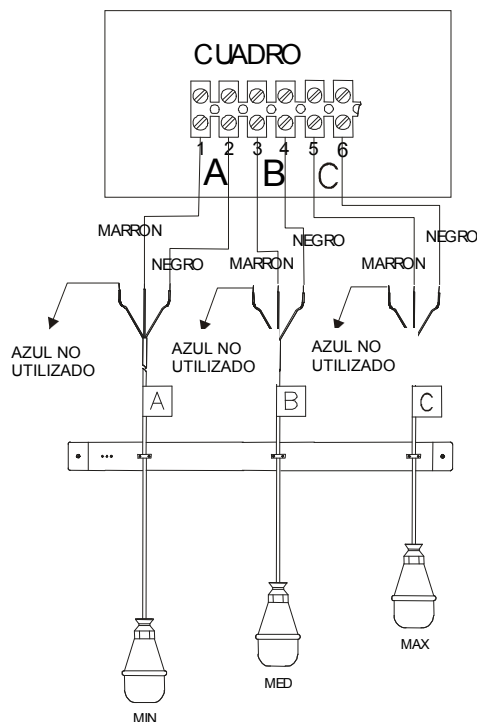 CUADRO
1 2 3 4 5 6
A B C
MARRON
NEGRO
MARRON
NEGRO
MARRON
NEGRO
AZUL NO
UTILIZADO
AZUL NO
UTILIZADO
AZUL NO
UTILIZADO
A
B
C
MAX
MED
MIN